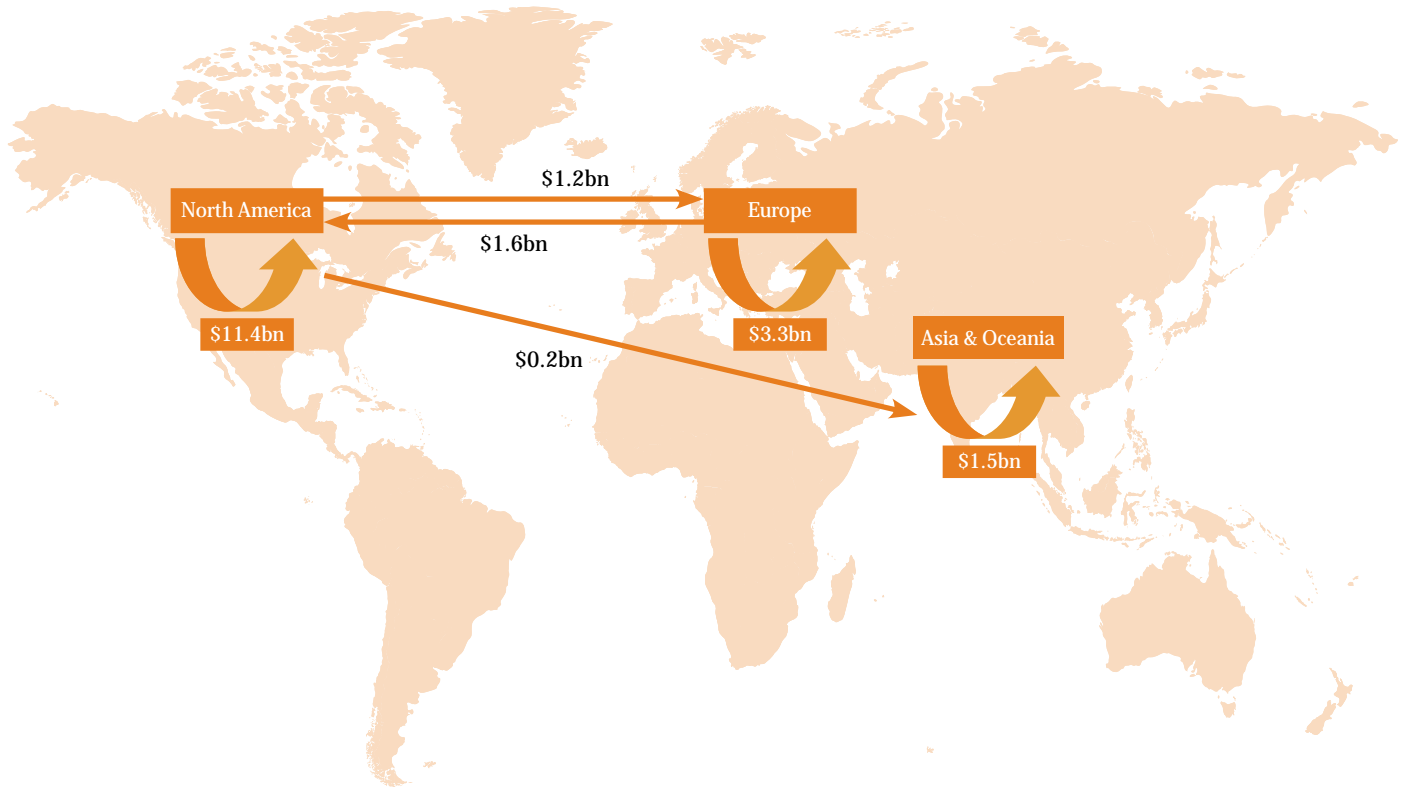 $1.2bn
North America
Europe
$1.6bn
$11.4bn
$3.3bn
Asia & Oceania
$0.2bn
$1.5bn